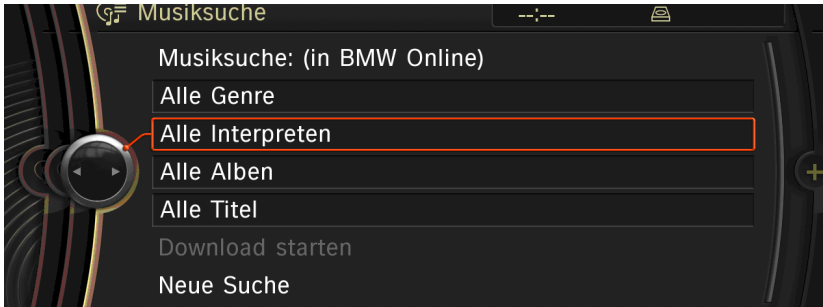 Musiksuche
--:--
Musiksuche: (in BMW Online)
Alle Genre
Alle Interpreten
Alle Alben
Alle Titel
Download starten
Neue Suche